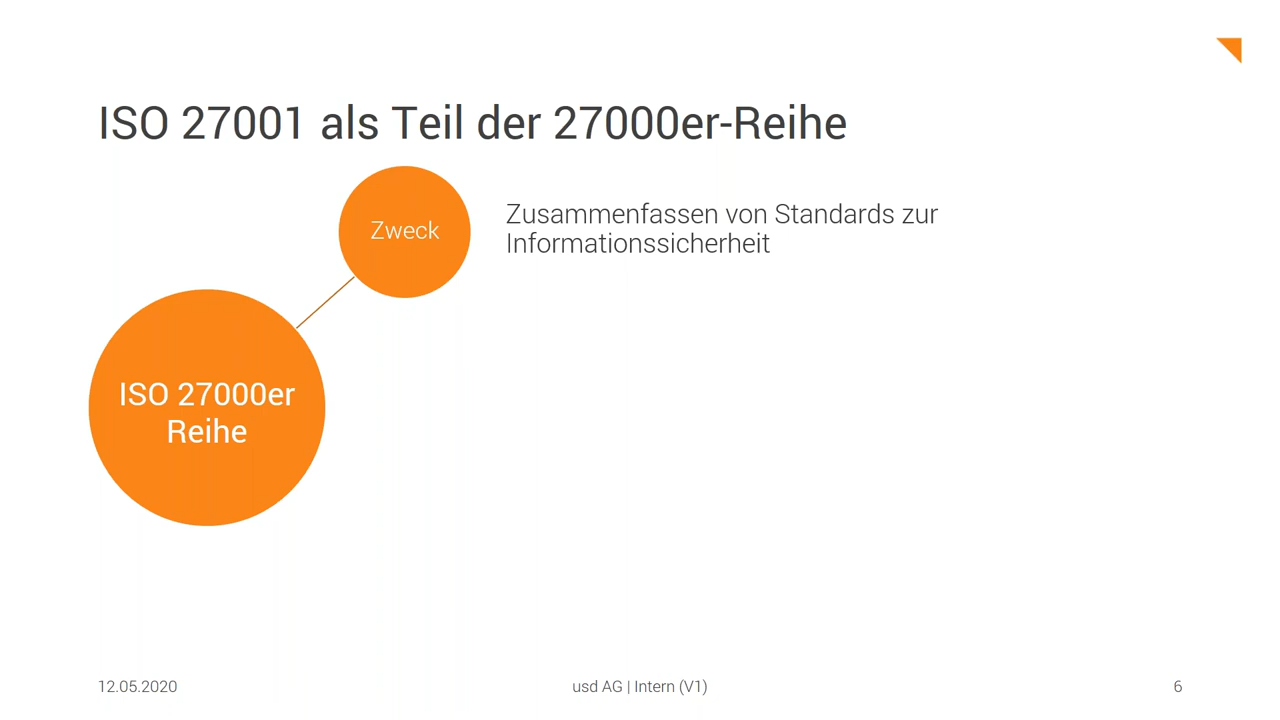 ISO 27001 als Teil der 27000er-Reihe
Zweck
Zusammenfassen von Standards zur
Informationssicherheit
ISO 27000er
Reihe
12.05.2020
usd AG | Intern (V1)
6